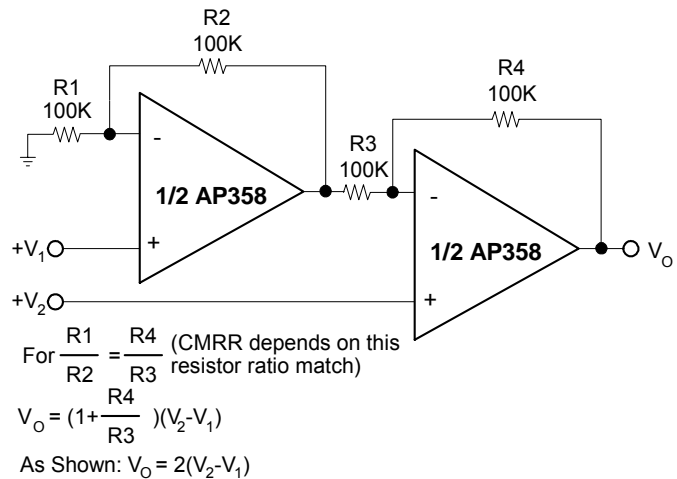 R1
100K
R2
100K
R3
100K
R4
100K
-
1/2 AP358
+
-
1/2 AP358
+
+V1
+V2
VO
For R1/R2 = R4/R3 (CMRR depends on this
resistor ratio match)
VO = (1+R4/R3 )(V2-V1)
As Shown: VO = 2(V2-V1)